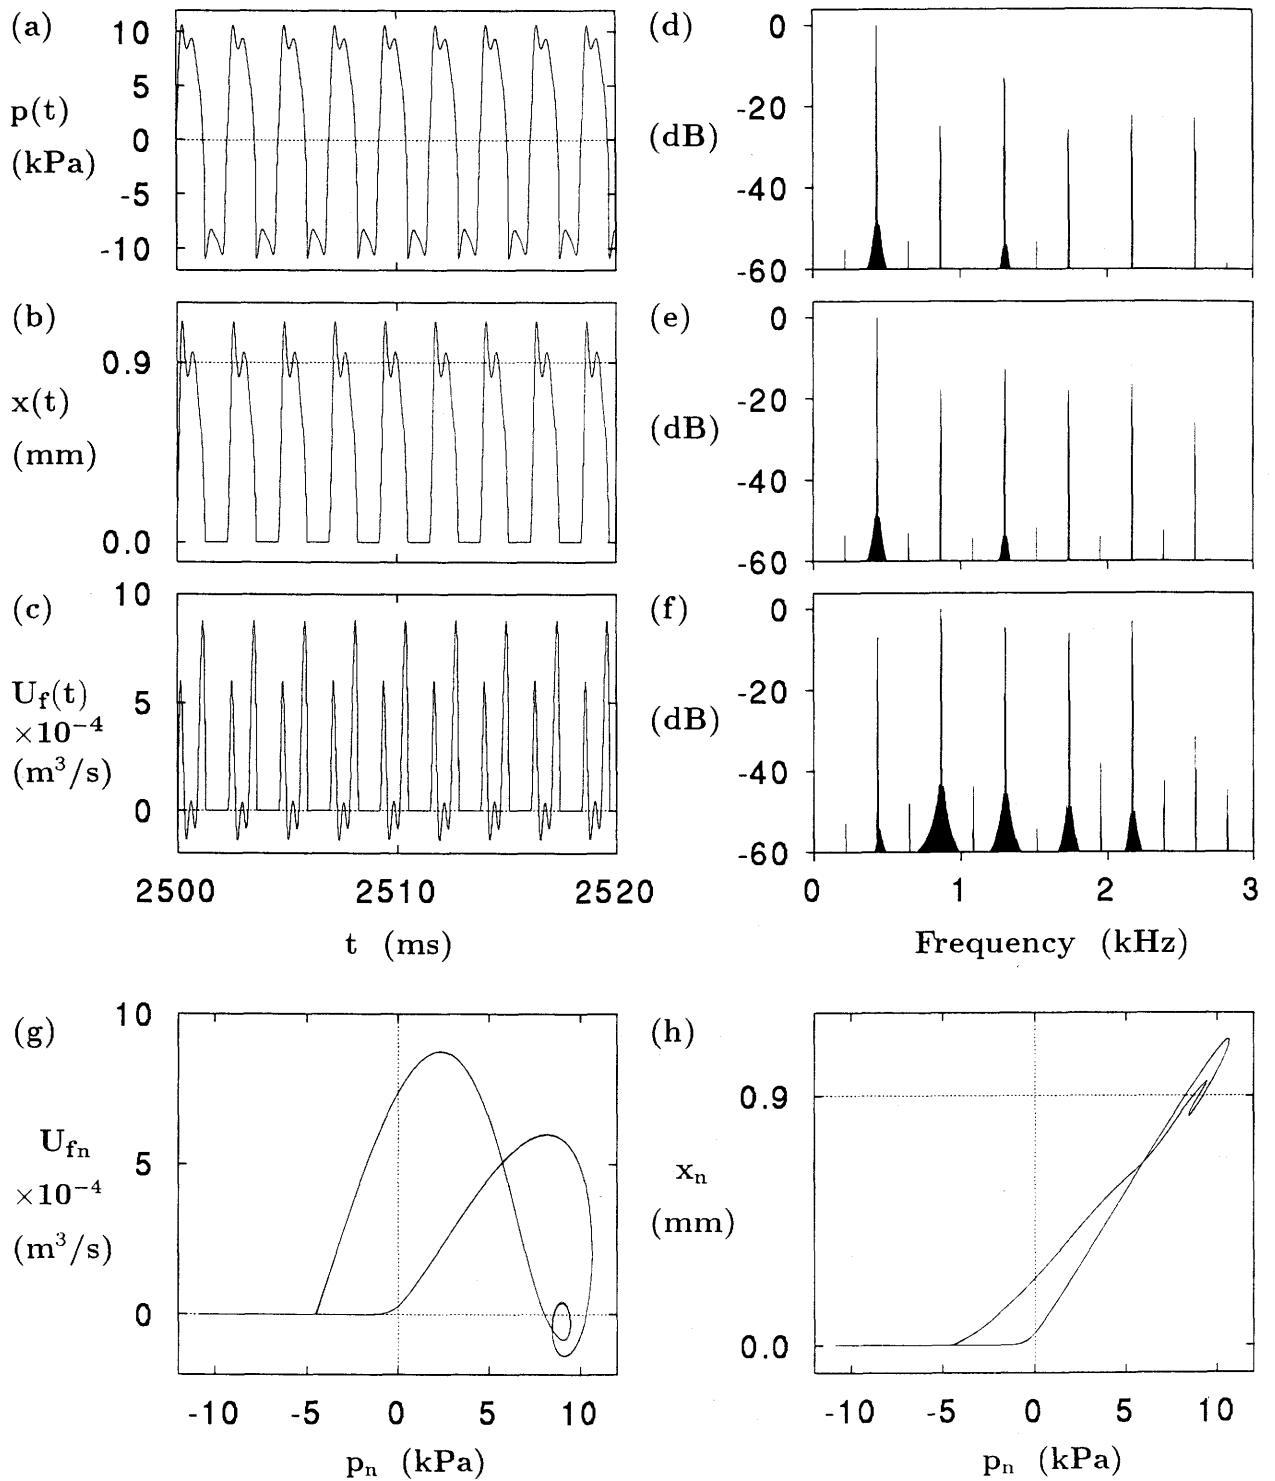 (a)
p(t)
(kPa)
10
5
0
-5
-10
(b)
x(t)
(mm)
0.9
0.0
(c)
U_f(t)
×10⁻⁴
(m³/s)
10
5
0
2500 2510 2520
t (ms)
(d)
(dB)
0
-20
-40
-60
(e)
(dB)
0
-20
-40
-60
(f)
(dB)
0
-20
-40
-60
0 1 2 3
Frequency (kHz)
(g)
U_fn
×10⁻⁴
(m³/s)
10
5
0
-10 -5 0 5 10
pₙ (kPa)
(h)
xₙ
(mm)
0.9
0.0
-10 -5 0 5 10
pₙ (kPa)